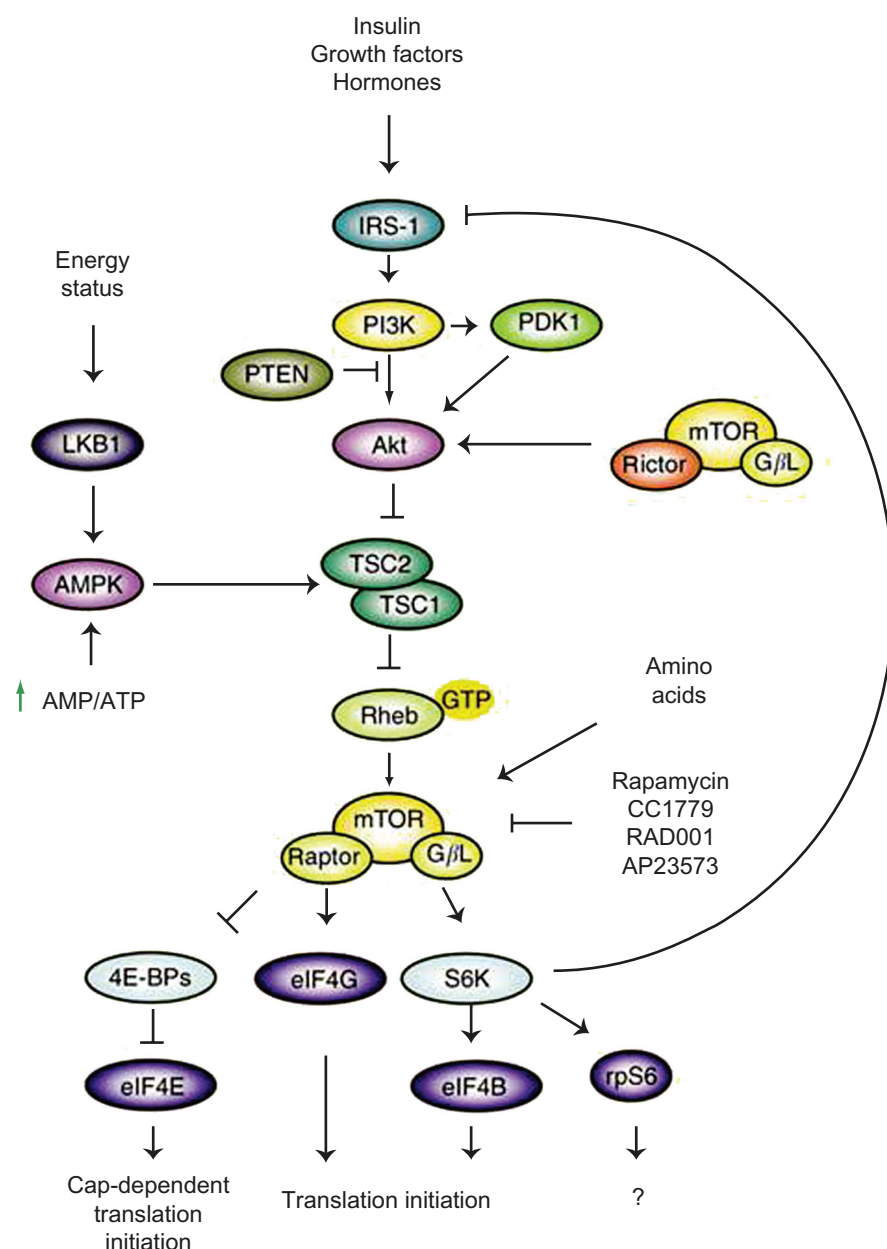 Insulin
Growth factors
Hormones
IRS-1
Energy
status
PI3K
PDK1
PTEN
LKB1
Akt
mTOR
Rictor
GβL
TSC2
AMPK
TSC1
Amino
acids
AMP/ATP
GTP
Rheb
Rapamycin
CC1779
RAD001
AP23573
mTOR
Raptor
GβL
4E-BPs
eIF4G
S6K
eIF4E
eIF4B
rpS6
Cap-dependent
translation
initiation
Translation initiation
?